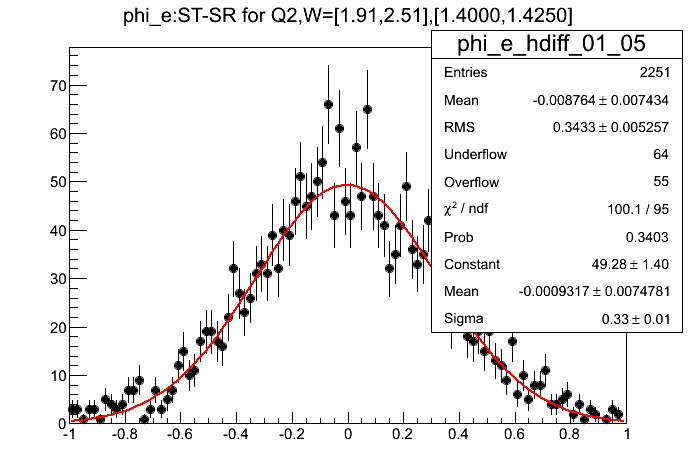 phi_e:ST-SR for Q2,W=[1.91,2.51],[1.4000,1.4250]
phi_e_hdiff_01_05
Entries 2251
Mean -0.008764 ± 0.007434
RMS 0.3433 ± 0.005257
Underflow 64
Overflow 55
χ² / ndf 100.1 / 95
Prob 0.3403
Constant 49.28 ± 1.40
Mean -0.0009317 ± 0.0074781
Sigma 0.33 ± 0.01
70
60
50
40
30
20
10
0
-1 -0.8 -0.6 -0.4 -0.2 0 0.2 0.4 0.6 0.8 1